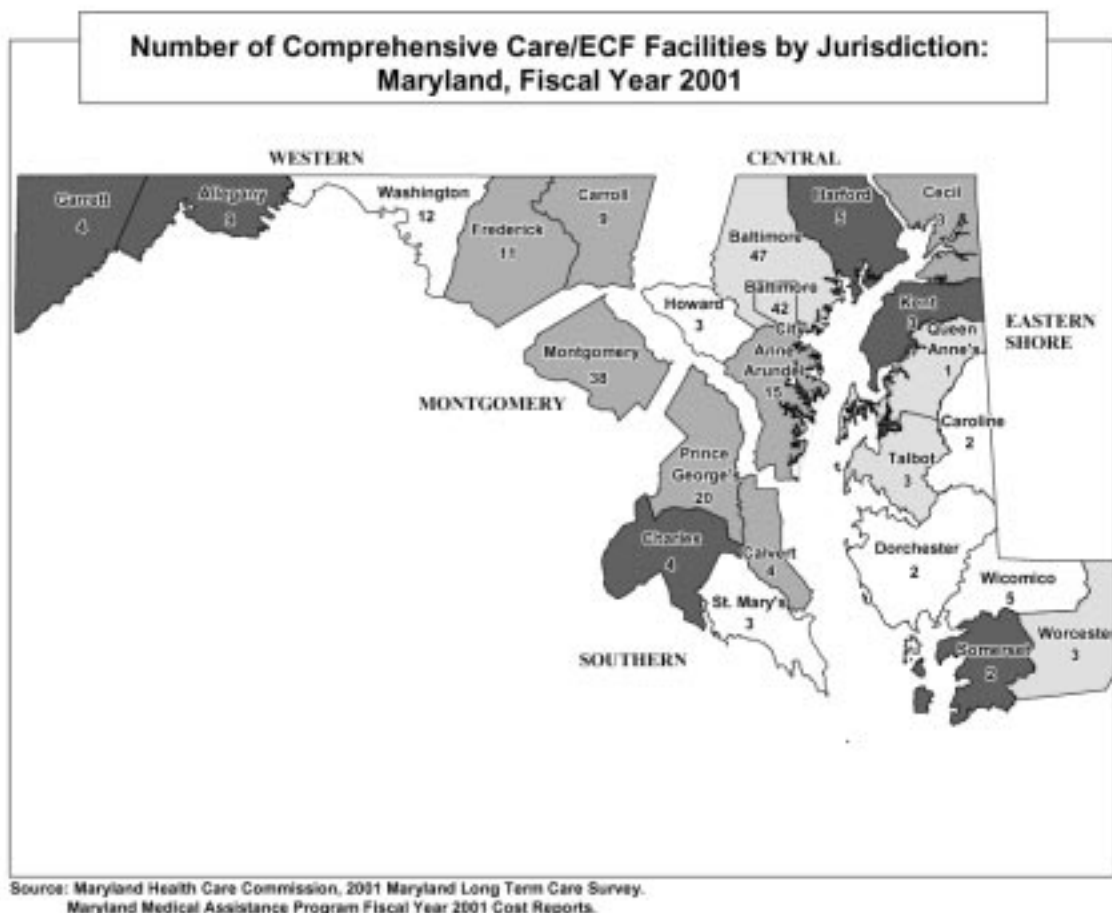 Number of Comprehensive Care/ECF Facilities by Jurisdiction:
Maryland, Fiscal Year 2001
WESTERN
CENTRAL
Garrett
4
Allegany
Washington
12
Frederick
11
Carroll
9
Baltimore
47
Harford
5
Cecil
3
Baltimore
42
City
Howard
3
Kent
3
Queen
Anne's
1
EASTERN
SHORE
Montgomery
38
MONTGOMERY
Anne
Arundel
15
Caroline
2
Talbot
3
Prince
George's
20
Charles
4
Calvert
4
Dorchester
2
Wicomico
5
St. Mary's
3
SOUTHERN
Somerset
2
Worcester
3
Source: Maryland Health Care Commission, 2001 Maryland Long Term Care Survey.
Maryland Medical Assistance Program Fiscal Year 2001 Cost Reports.